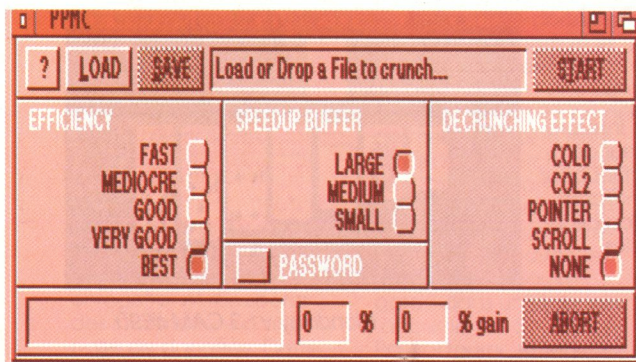 PPMC
? LOAD SAVE Load or Drop a File to crunch... START
EFFICIENCY
FAST
MEDIOCRE
GOOD
VERY GOOD
BEST
SPEEDUP BUFFER
LARGE
MEDIUM
SMALL
PASSWORD
DECRUNCHING EFFECT
COL0
COL2
POINTER
SCROLL
NONE
0 % 0 % gain ABORT